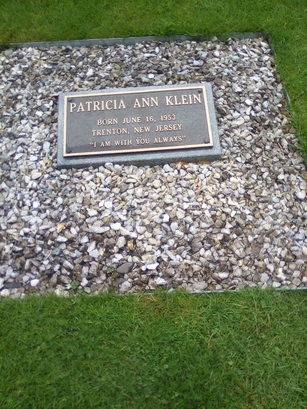 PATRICIA ANN KLEIN
BORN JUNE 16, 1953
TRENTON, NEW JERSEY
"I AM WITH YOU ALWAYS"